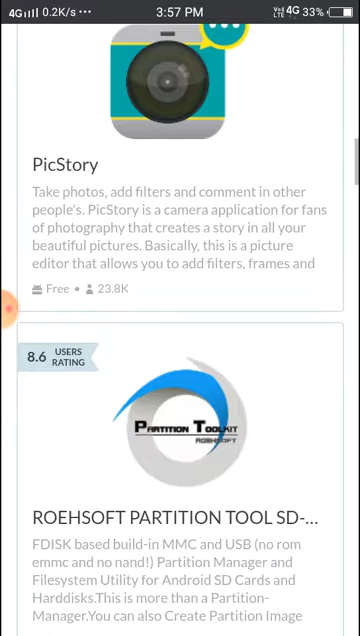 4G 0.2K/s ••• 3:57 PM Vo) LTE 4G 33%
PicStory
Take photos, add filters and comment in other
people's. PicStory is a camera application for fans
of photography that creates a story in all your
beautiful pictures. Basically, this is a picture
editor that allows you to add filters, frames and
Free • 23.8K
8.6 USERS
RATING
PARTITION TOOLKIT
ROEHSOFT
ROEHSOFT PARTITION TOOL SD-...
FDISK based build-in MMC and USB (no rom
emmc and no nand!) Partition Manager and
Filesystem Utility for Android SD Cards and
Harddisks.This is more than a Partition-
Manager.You can also Create Partition Image